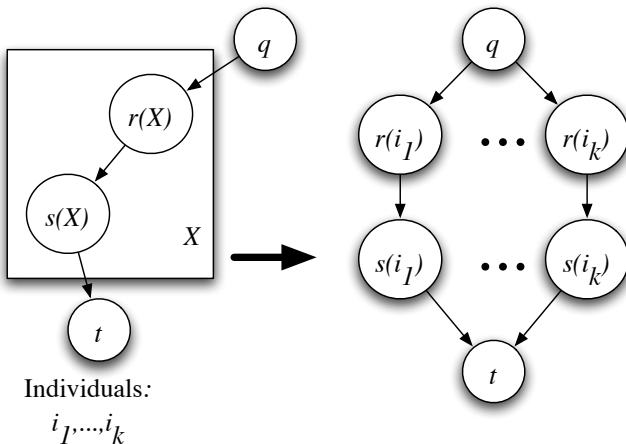 q
r(X)
s(X)
X
t
Individuals:
i1,...,ik
q
r(i1) ... r(ik)
s(i1) ... s(ik)
t